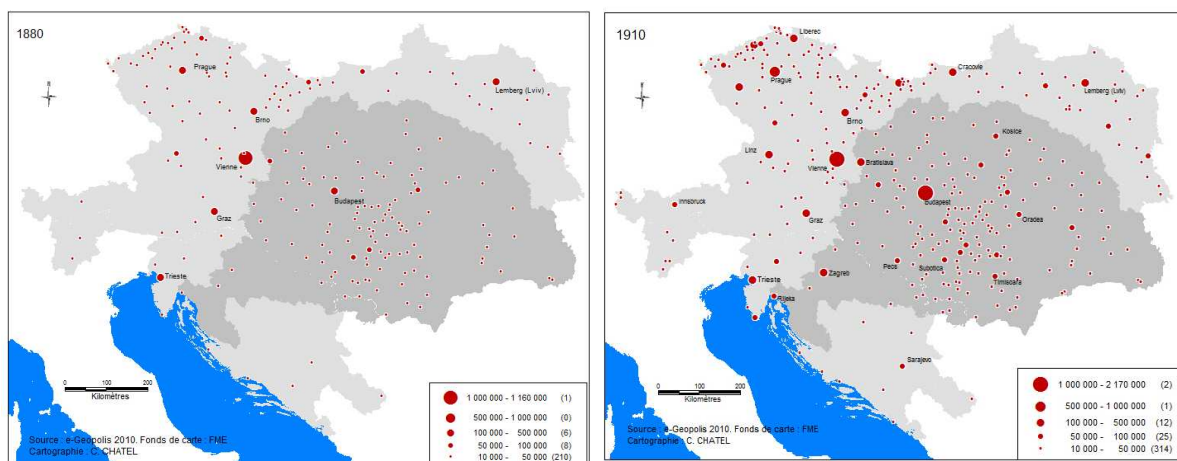 1880
Prague
Lemberg (Lviv)
Brno
Vienne
Budapest
Graz
Trieste
0 100 200
Kilomètres
1 000 000 - 1 160 000 (1)
500 000 - 1 000 000 (0)
100 000 - 500 000 (6)
50 000 - 100 000 (8)
10 000 - 50 000 (210)
Source : e-Geopolis 2010. Fonds de carte : FME
Cartographie : C. CHATEL
1910
Liberec
Prague
Cracovie
Lemberg (Lviv)
Brno
Kosice
Linz
Vienne
Bratislava
Budapest
Innsbruck
Graz
Oradea
Zagreb
Pecs
Subotica
Timisoara
Trieste
Rijeka
Sarajevo
0 100 200
Kilomètres
1 000 000 - 2 170 000 (2)
500 000 - 1 000 000 (1)
100 000 - 500 000 (12)
50 000 - 100 000 (25)
10 000 - 50 000 (314)
Source : e-Geopolis 2010. Fonds de carte : FME
Cartographie : C. CHATEL